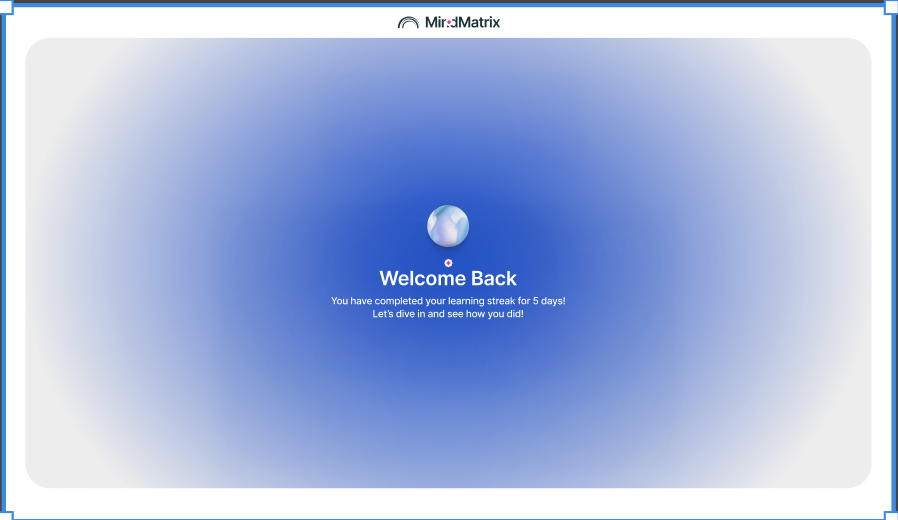 MindMatrix
Welcome Back
You have completed your learning streak for 5 days!
Let's dive in and see how you did!